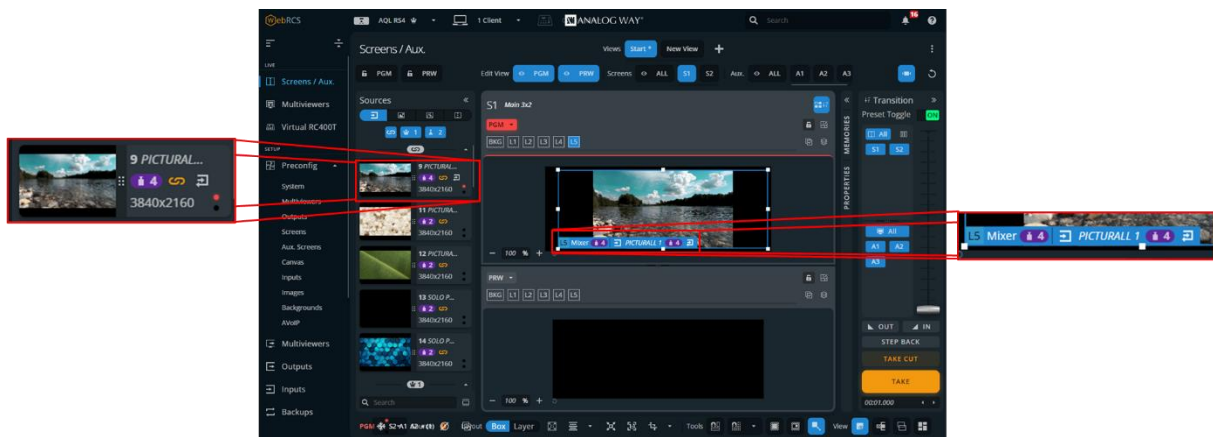 WebRCS
AQL RS4
1 Client
ANALOG WAY®
Search
16
Screens / Aux.
Views
Start *
New View
LIVE
Screens / Aux.
Multiviewers
Virtual RC400T
SETUP
Preconfig
System
Multiviewers
Outputs
Screens
Aux. Screens
Canvas
Inputs
Images
Backgrounds
AVoIP
Multiviewers
Outputs
Inputs
Backups
PGM
PRW
Edit View
PGM
PRW
Screens
ALL
S1
S2
Aux.
ALL
A1
A2
A3
Sources
1
2
9 PICTURAL...
4
3840x2160
11 PICTURA...
2
3840x2160
12 PICTURA...
2
3840x2160
13 SOLO P...
2
3840x2160
14 SOLO P...
2
3840x2160
1
Search
S1 Main 3x2
PGM
BKG L1 L2 L3 L4 L5
L5 Mixer 4 PICTURALL 1 4
100 %
PRW
BKG L1 L2 L3 L4 L5
100 %
MEMORIES
PROPERTIES
Transition
Preset Toggle
ON
All
S1 S2
All
A1 A2
A3
OUT
IN
STEP BACK
TAKE CUT
TAKE
00:01.000
PGM
Box
Layer
Tools
View
9 PICTURAL...
4
3840x2160
L5 Mixer 4 PICTURALL 1 4